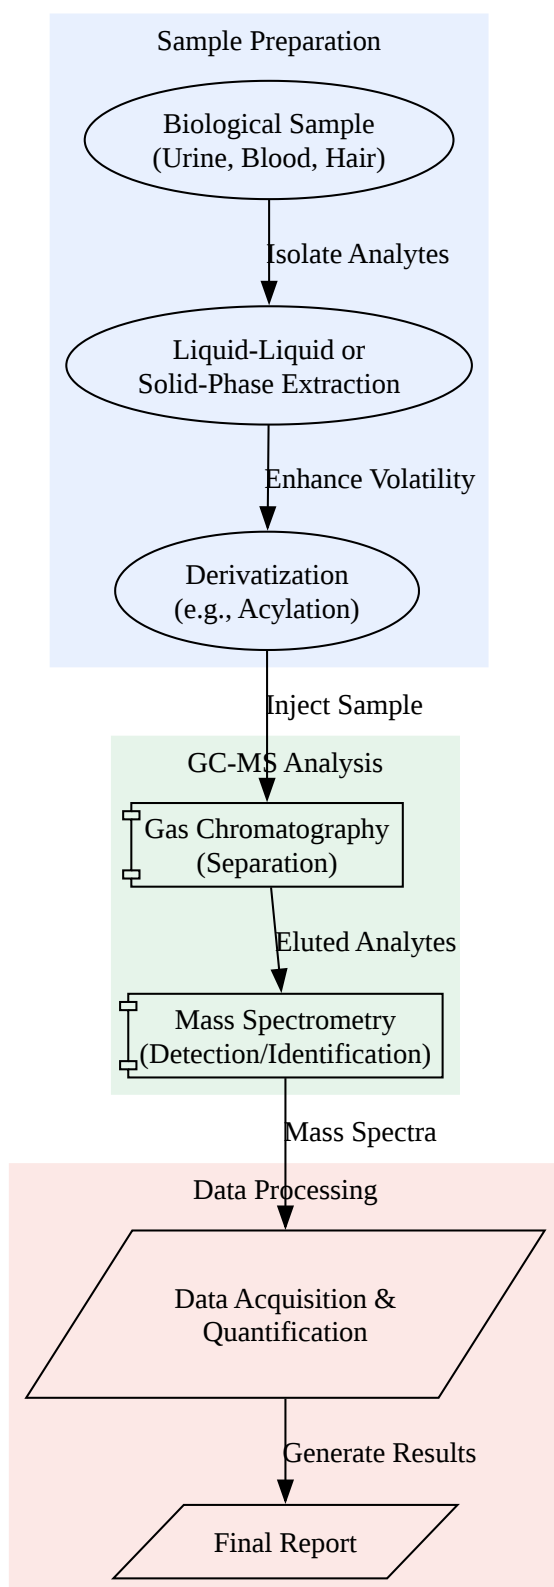 Sample Preparation
Biological Sample
(Urine, Blood, Hair)
Isolate Analytes
Liquid-Liquid or
Solid-Phase Extraction
Enhance Volatility
Derivatization
(e.g., Acylation)
Inject Sample
GC-MS Analysis
Gas Chromatography
(Separation)
Eluted Analytes
Mass Spectrometry
(Detection/Identification)
Mass Spectra
Data Processing
Data Acquisition &
Quantification
Generate Results
Final Report